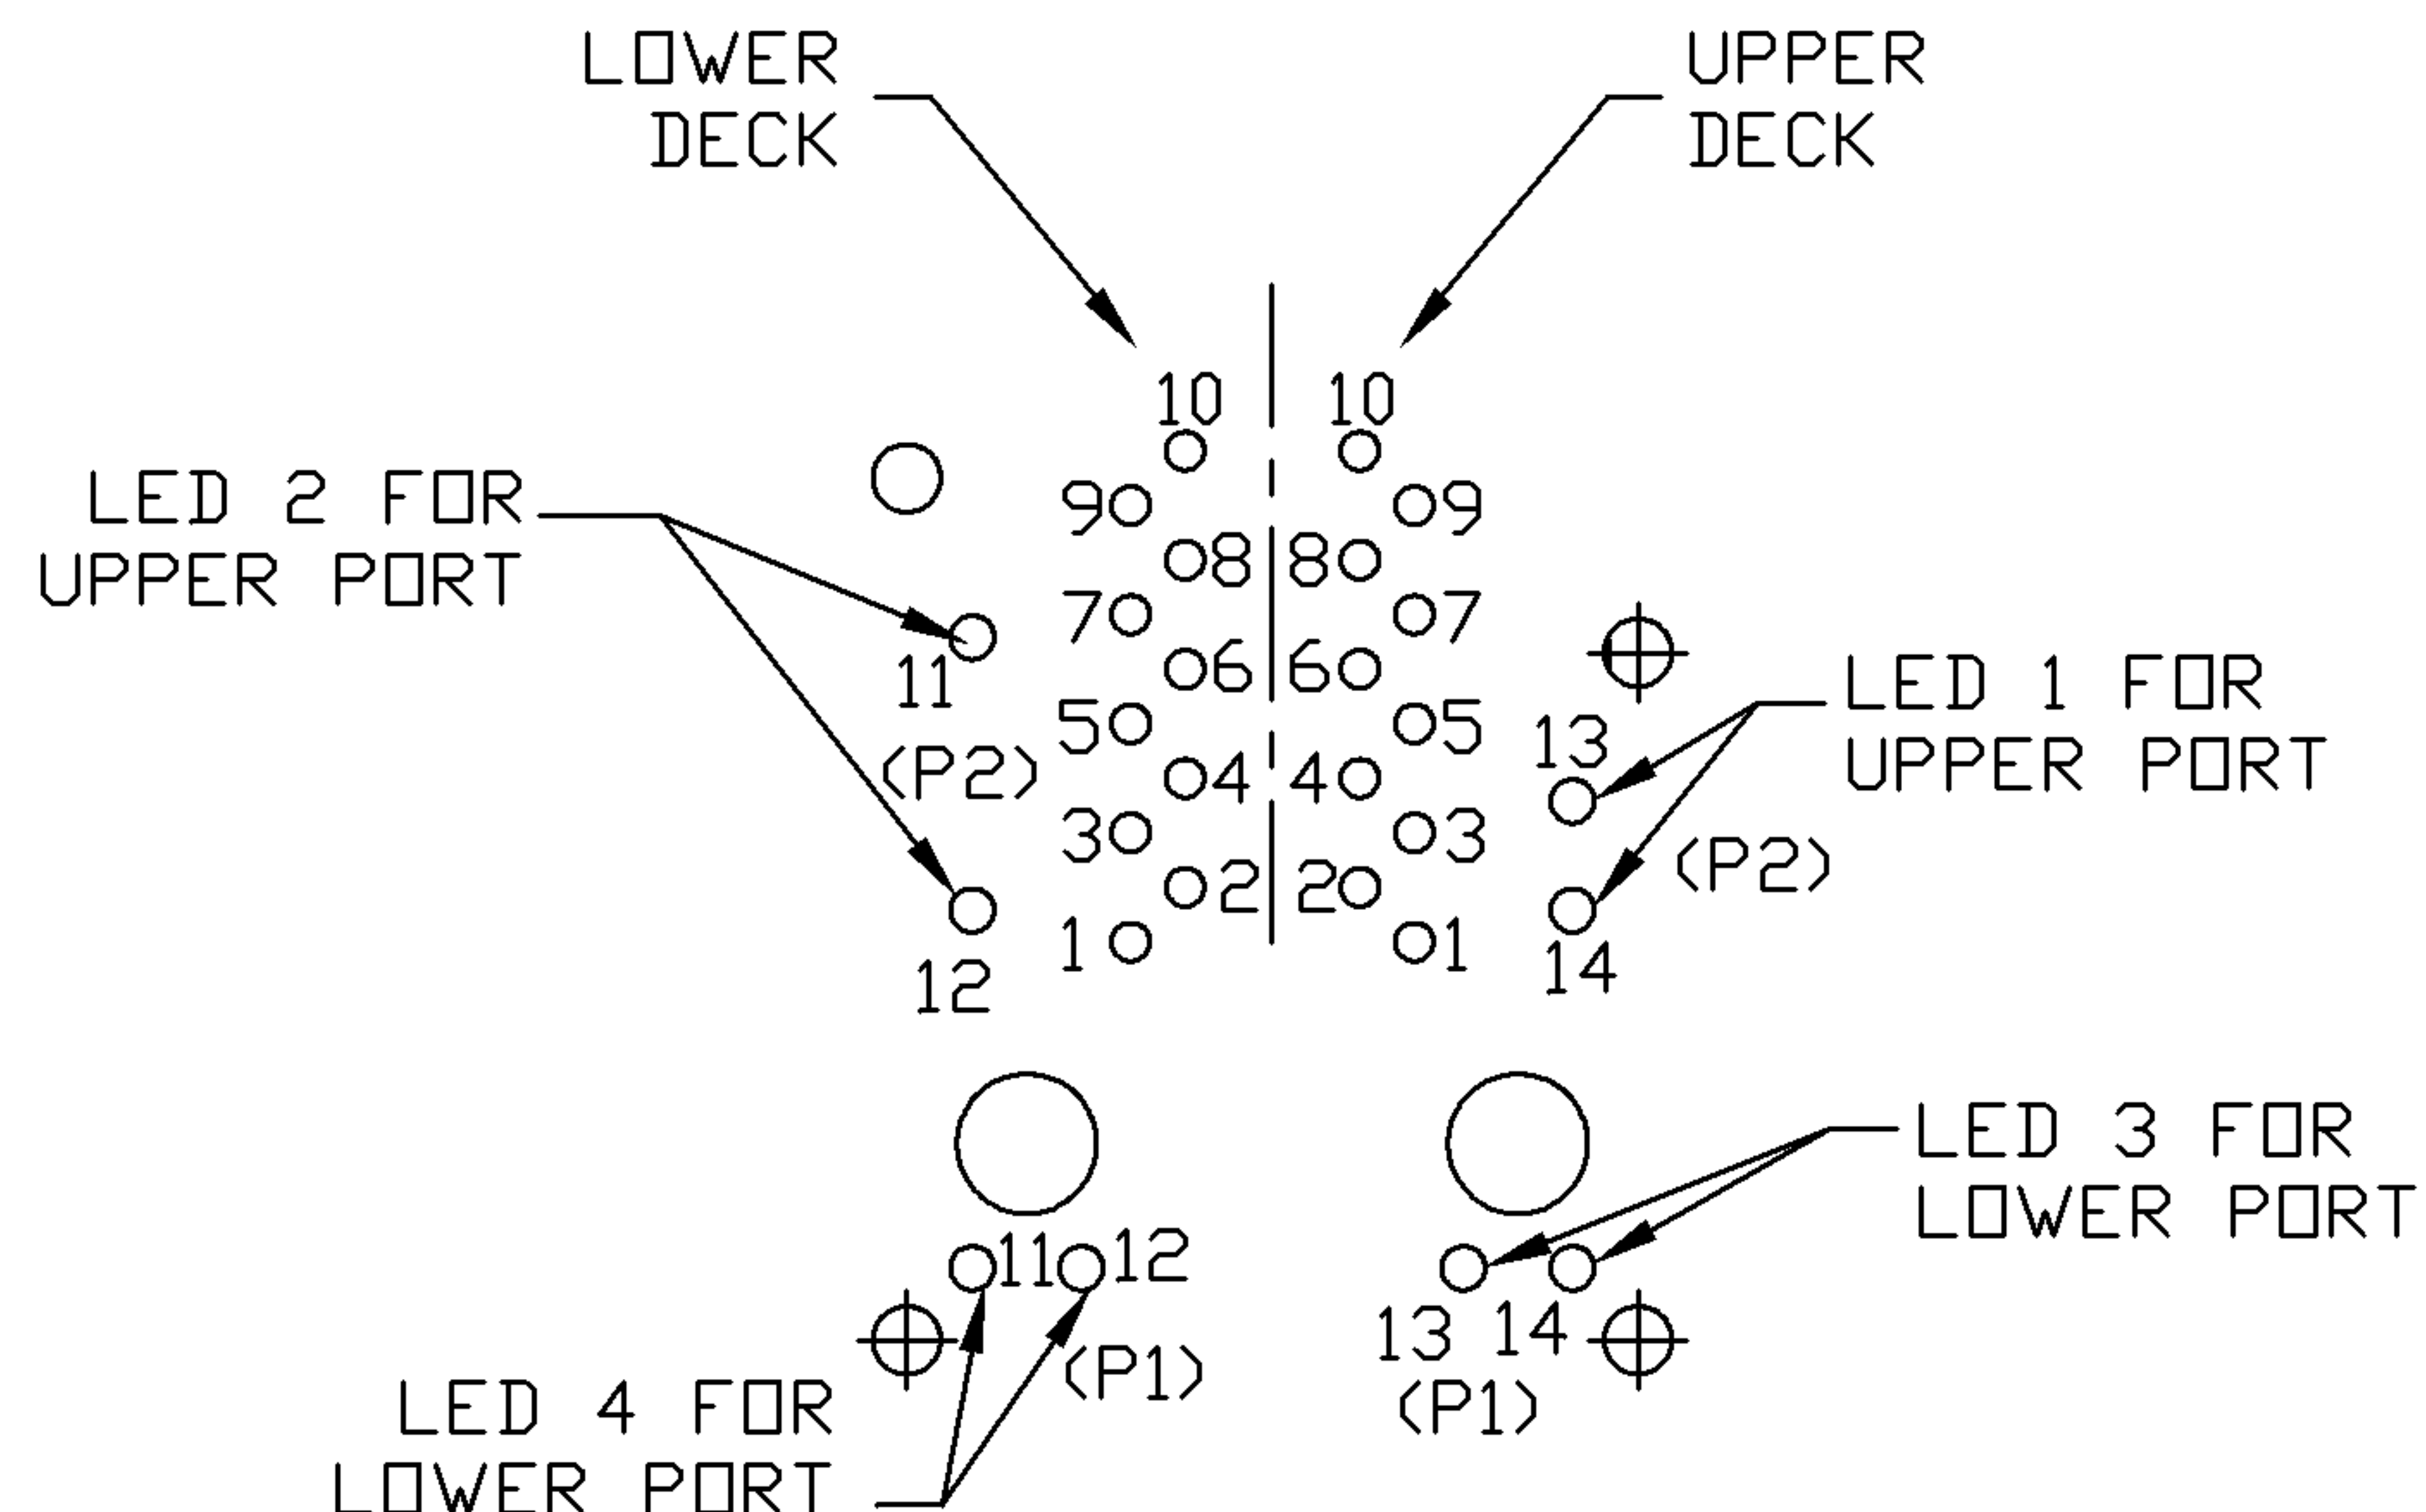 LOWER
DECK
UPPER
DECK
10 10
LED 2 FOR
UPPER PORT
9 9
8 8
7 7
6 6
11
5 5
13
LED 1 FOR
UPPER PORT
(P2)
4 4
3 3
(P2)
2 2
1 1
12
14
LED 3 FOR
LOWER PORT
11 12
13 14
(P1)
(P1)
LED 4 FOR
LOWER PORT